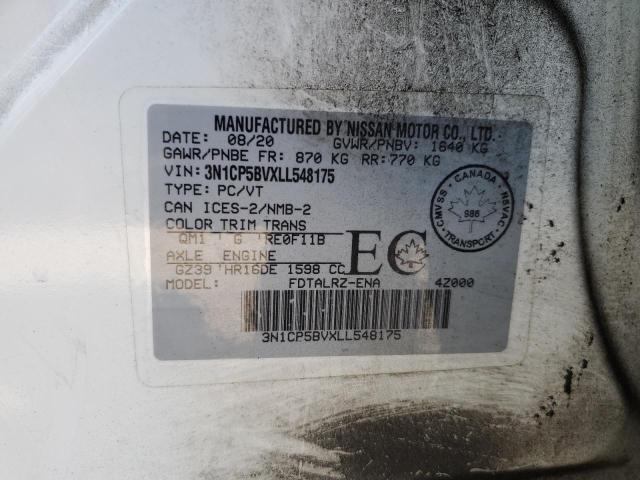 MANUFACTURED BY NISSAN MOTOR CO., LTD.
DATE: 08/20 GVWR/PNBV: 1640 KG
GAWR/PNBE FR: 870 KG RR: 770 KG
VIN: 3N1CP5BVXLL548175
TYPE: PC/VT
CAN ICES-2/NMB-2
COLOR TRIM TRANS
QM1 G RE0F11B
AXLE ENGINE
GZ39 HR16DE 1598 CC
EC
MODEL: FDTALRZ-ENA 4Z000
3N1CP5BVXLL548175
CMVSS - CANADA - NSVAC
986
TRANSPORT